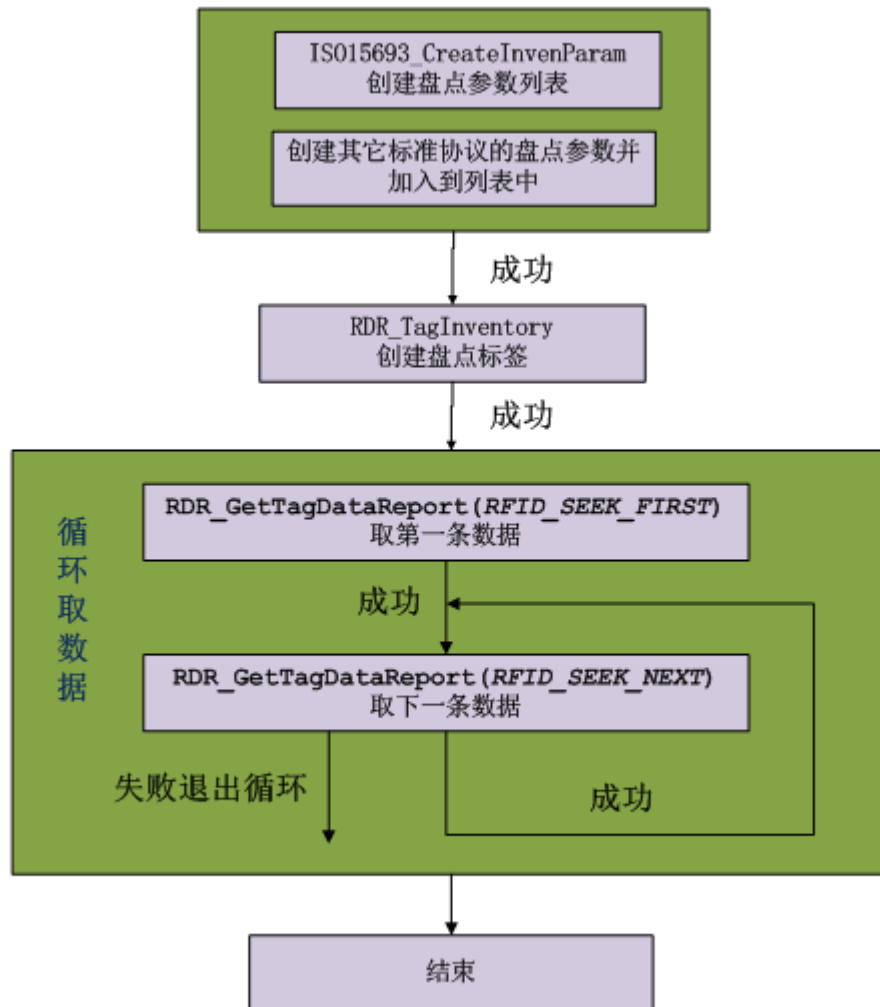 ISO15693_CreateInvenParam
创建盘点参数列表
创建其它标准协议的盘点参数并
加入到列表中
成功
RDR_TagInventory
创建盘点标签
成功
循环取数据
RDR_GetTagDataReport(RFID_SEEK_FIRST)
取第一条数据
成功
RDR_GetTagDataReport(RFID_SEEK_NEXT)
取下一条数据
失败退出循环
成功
结束